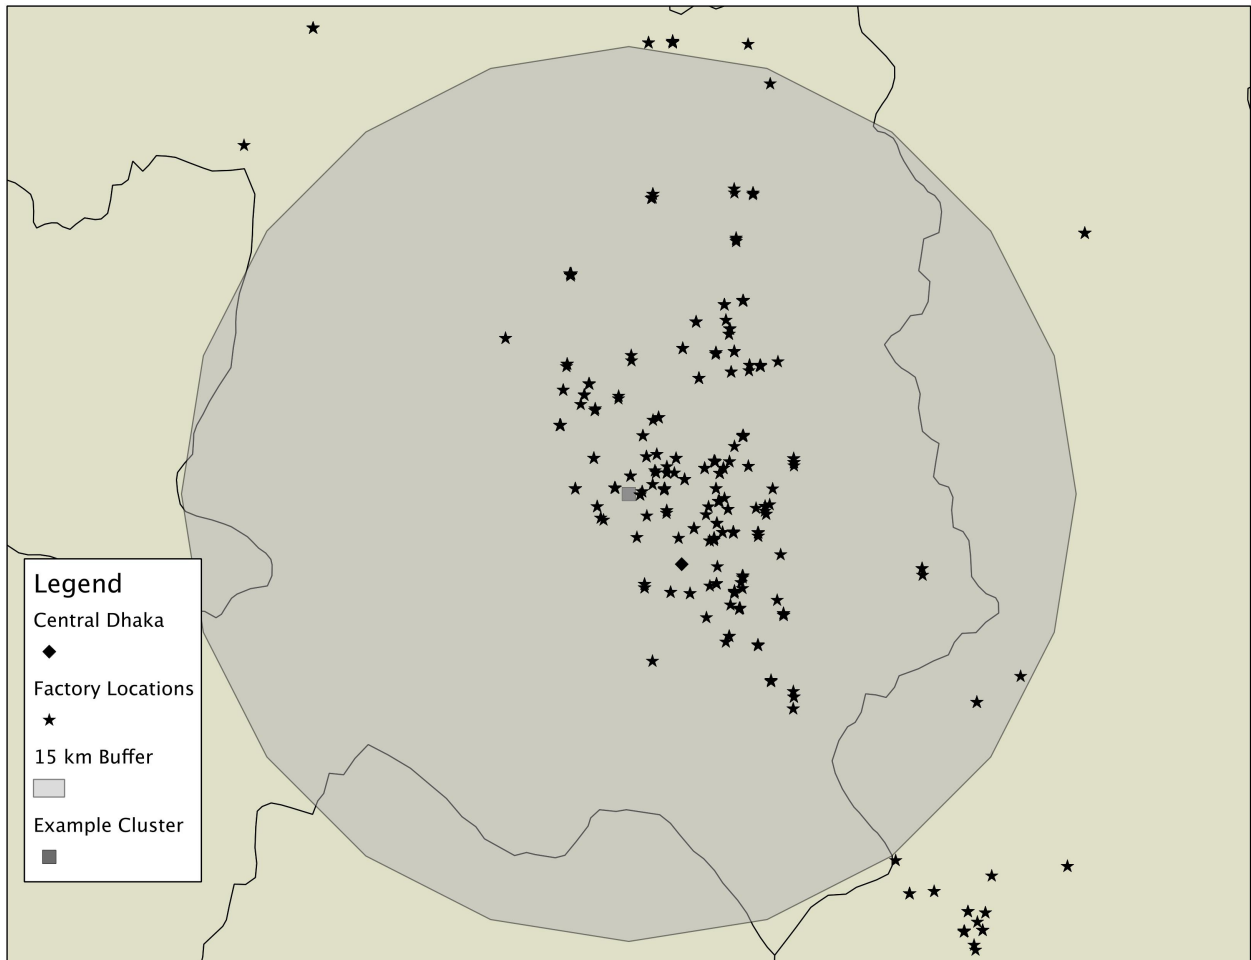 Legend
Central Dhaka
Factory Locations
15 km Buffer
Example Cluster